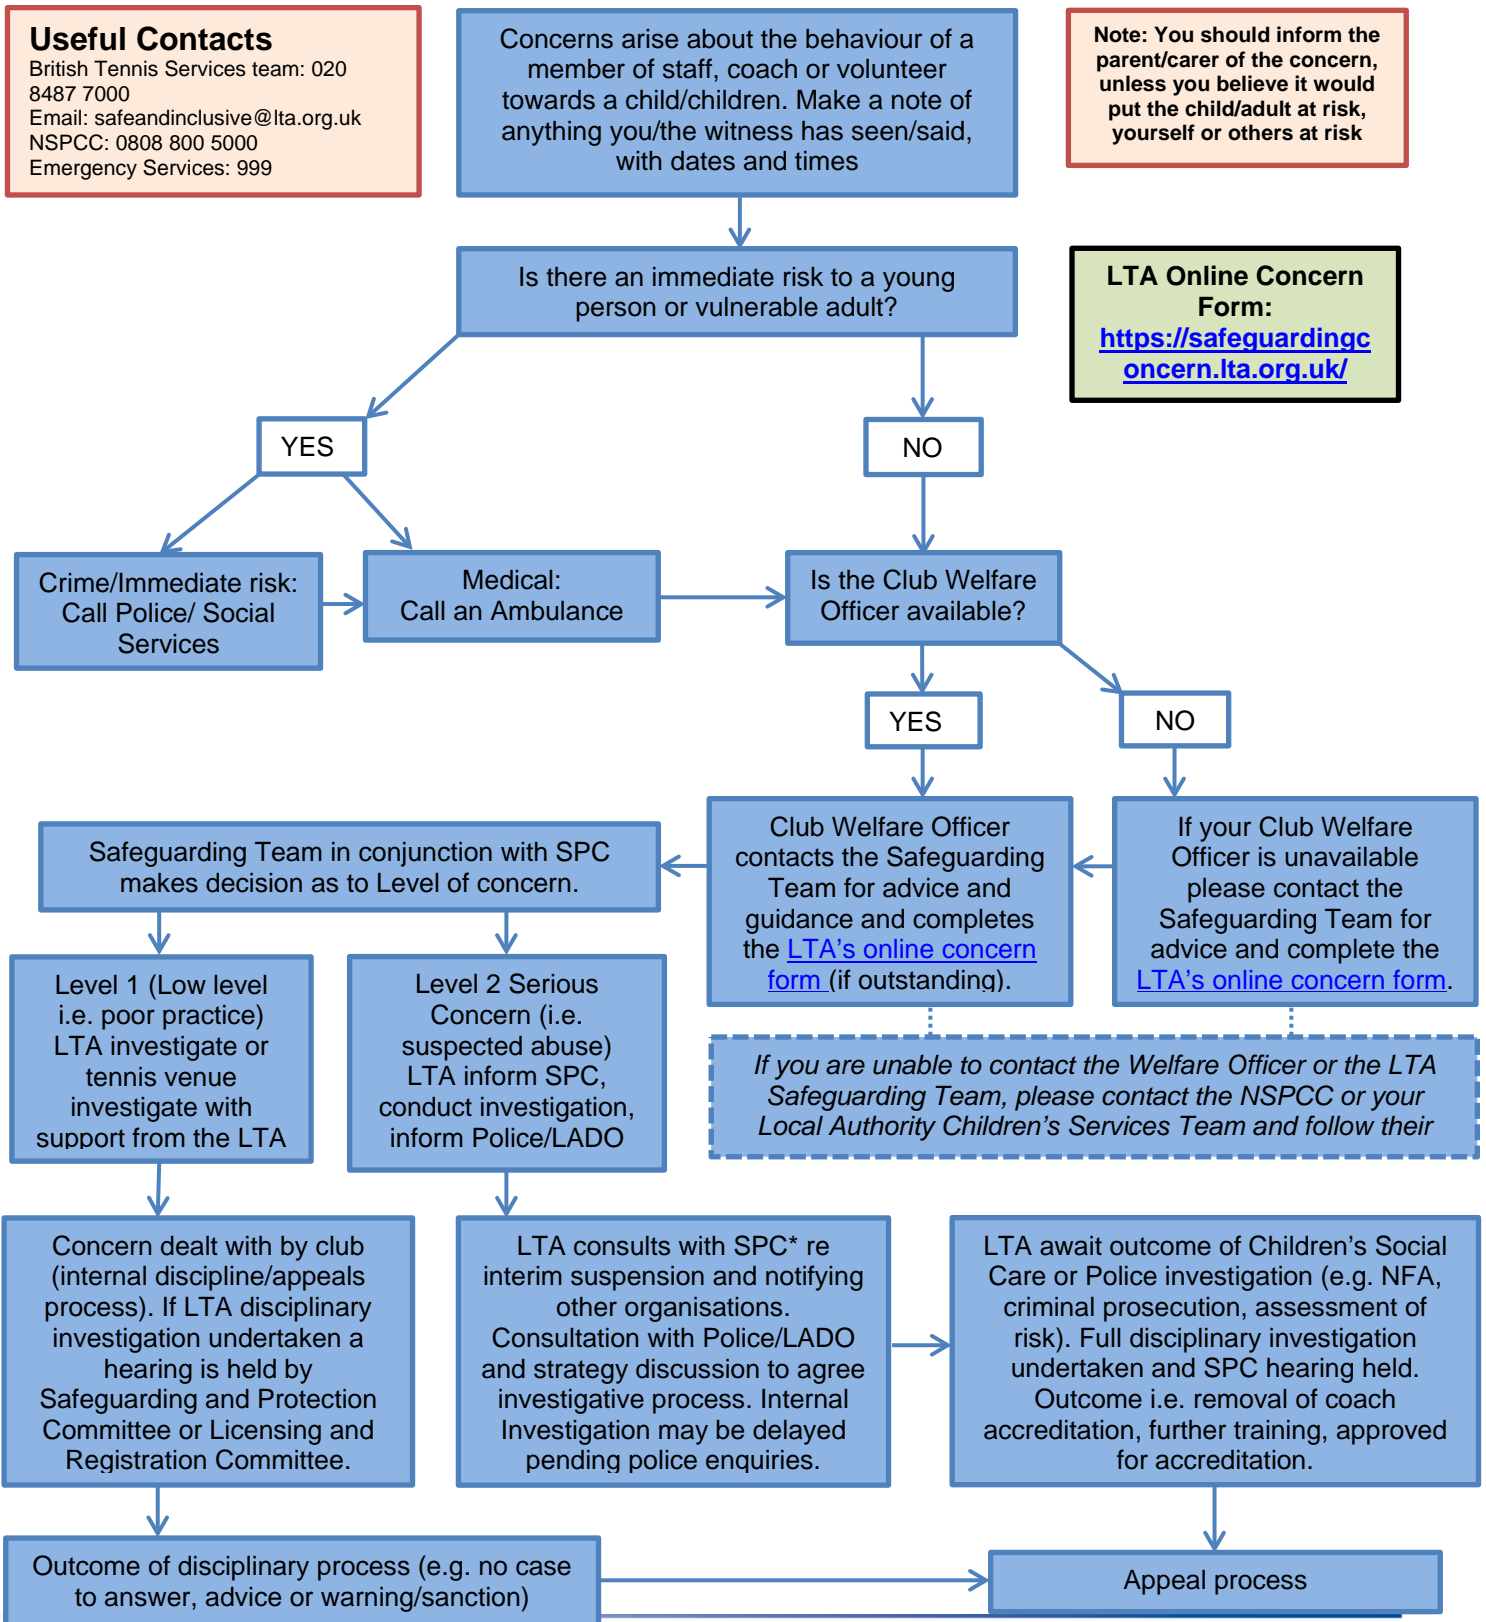 Useful Contacts
British Tennis Services team: 020
8487 7000
Email: safeandinclusive@lta.org.uk
NSPCC: 0808 800 5000
Emergency Services: 999
Concerns arise about the behaviour of a
member of staff, coach or volunteer
towards a child/children. Make a note of
anything you/the witness has seen/said,
with dates and times
Note: You should inform the
parent/carer of the concern,
unless you believe it would
put the child/adult at risk,
yourself or others at risk
Is there an immediate risk to a young
person or vulnerable adult?
LTA Online Concern
Form:
https://safeguardingc
oncern.lta.org.uk/
YES
NO
Crime/Immediate risk:
Call Police/ Social
Services
Medical:
Call an Ambulance
Is the Club Welfare
Officer available?
YES
NO
Safeguarding Team in conjunction with SPC
makes decision as to Level of concern.
Club Welfare Officer
contacts the Safeguarding
Team for advice and
guidance and completes
the LTA's online concern
form (if outstanding).
If your Club Welfare
Officer is unavailable
please contact the
Safeguarding Team for
advice and complete the
LTA's online concern form.
Level 1 (Low level
i.e. poor practice)
LTA investigate or
tennis venue
investigate with
support from the LTA
Level 2 Serious
Concern (i.e.
suspected abuse)
LTA inform SPC,
conduct investigation,
inform Police/LADO
If you are unable to contact the Welfare Officer or the LTA
Safeguarding Team, please contact the NSPCC or your
Local Authority Children's Services Team and follow their
Concern dealt with by club
(internal discipline/appeals
process). If LTA disciplinary
investigation undertaken a
hearing is held by
Safeguarding and Protection
Committee or Licensing and
Registration Committee.
LTA consults with SPC* re
interim suspension and notifying
other organisations.
Consultation with Police/LADO
and strategy discussion to agree
investigative process. Internal
Investigation may be delayed
pending police enquiries.
LTA await outcome of Children's Social
Care or Police investigation (e.g. NFA,
criminal prosecution, assessment of
risk). Full disciplinary investigation
undertaken and SPC hearing held.
Outcome i.e. removal of coach
accreditation, further training, approved
for accreditation.
Outcome of disciplinary process (e.g. no case
to answer, advice or warning/sanction)
Appeal process